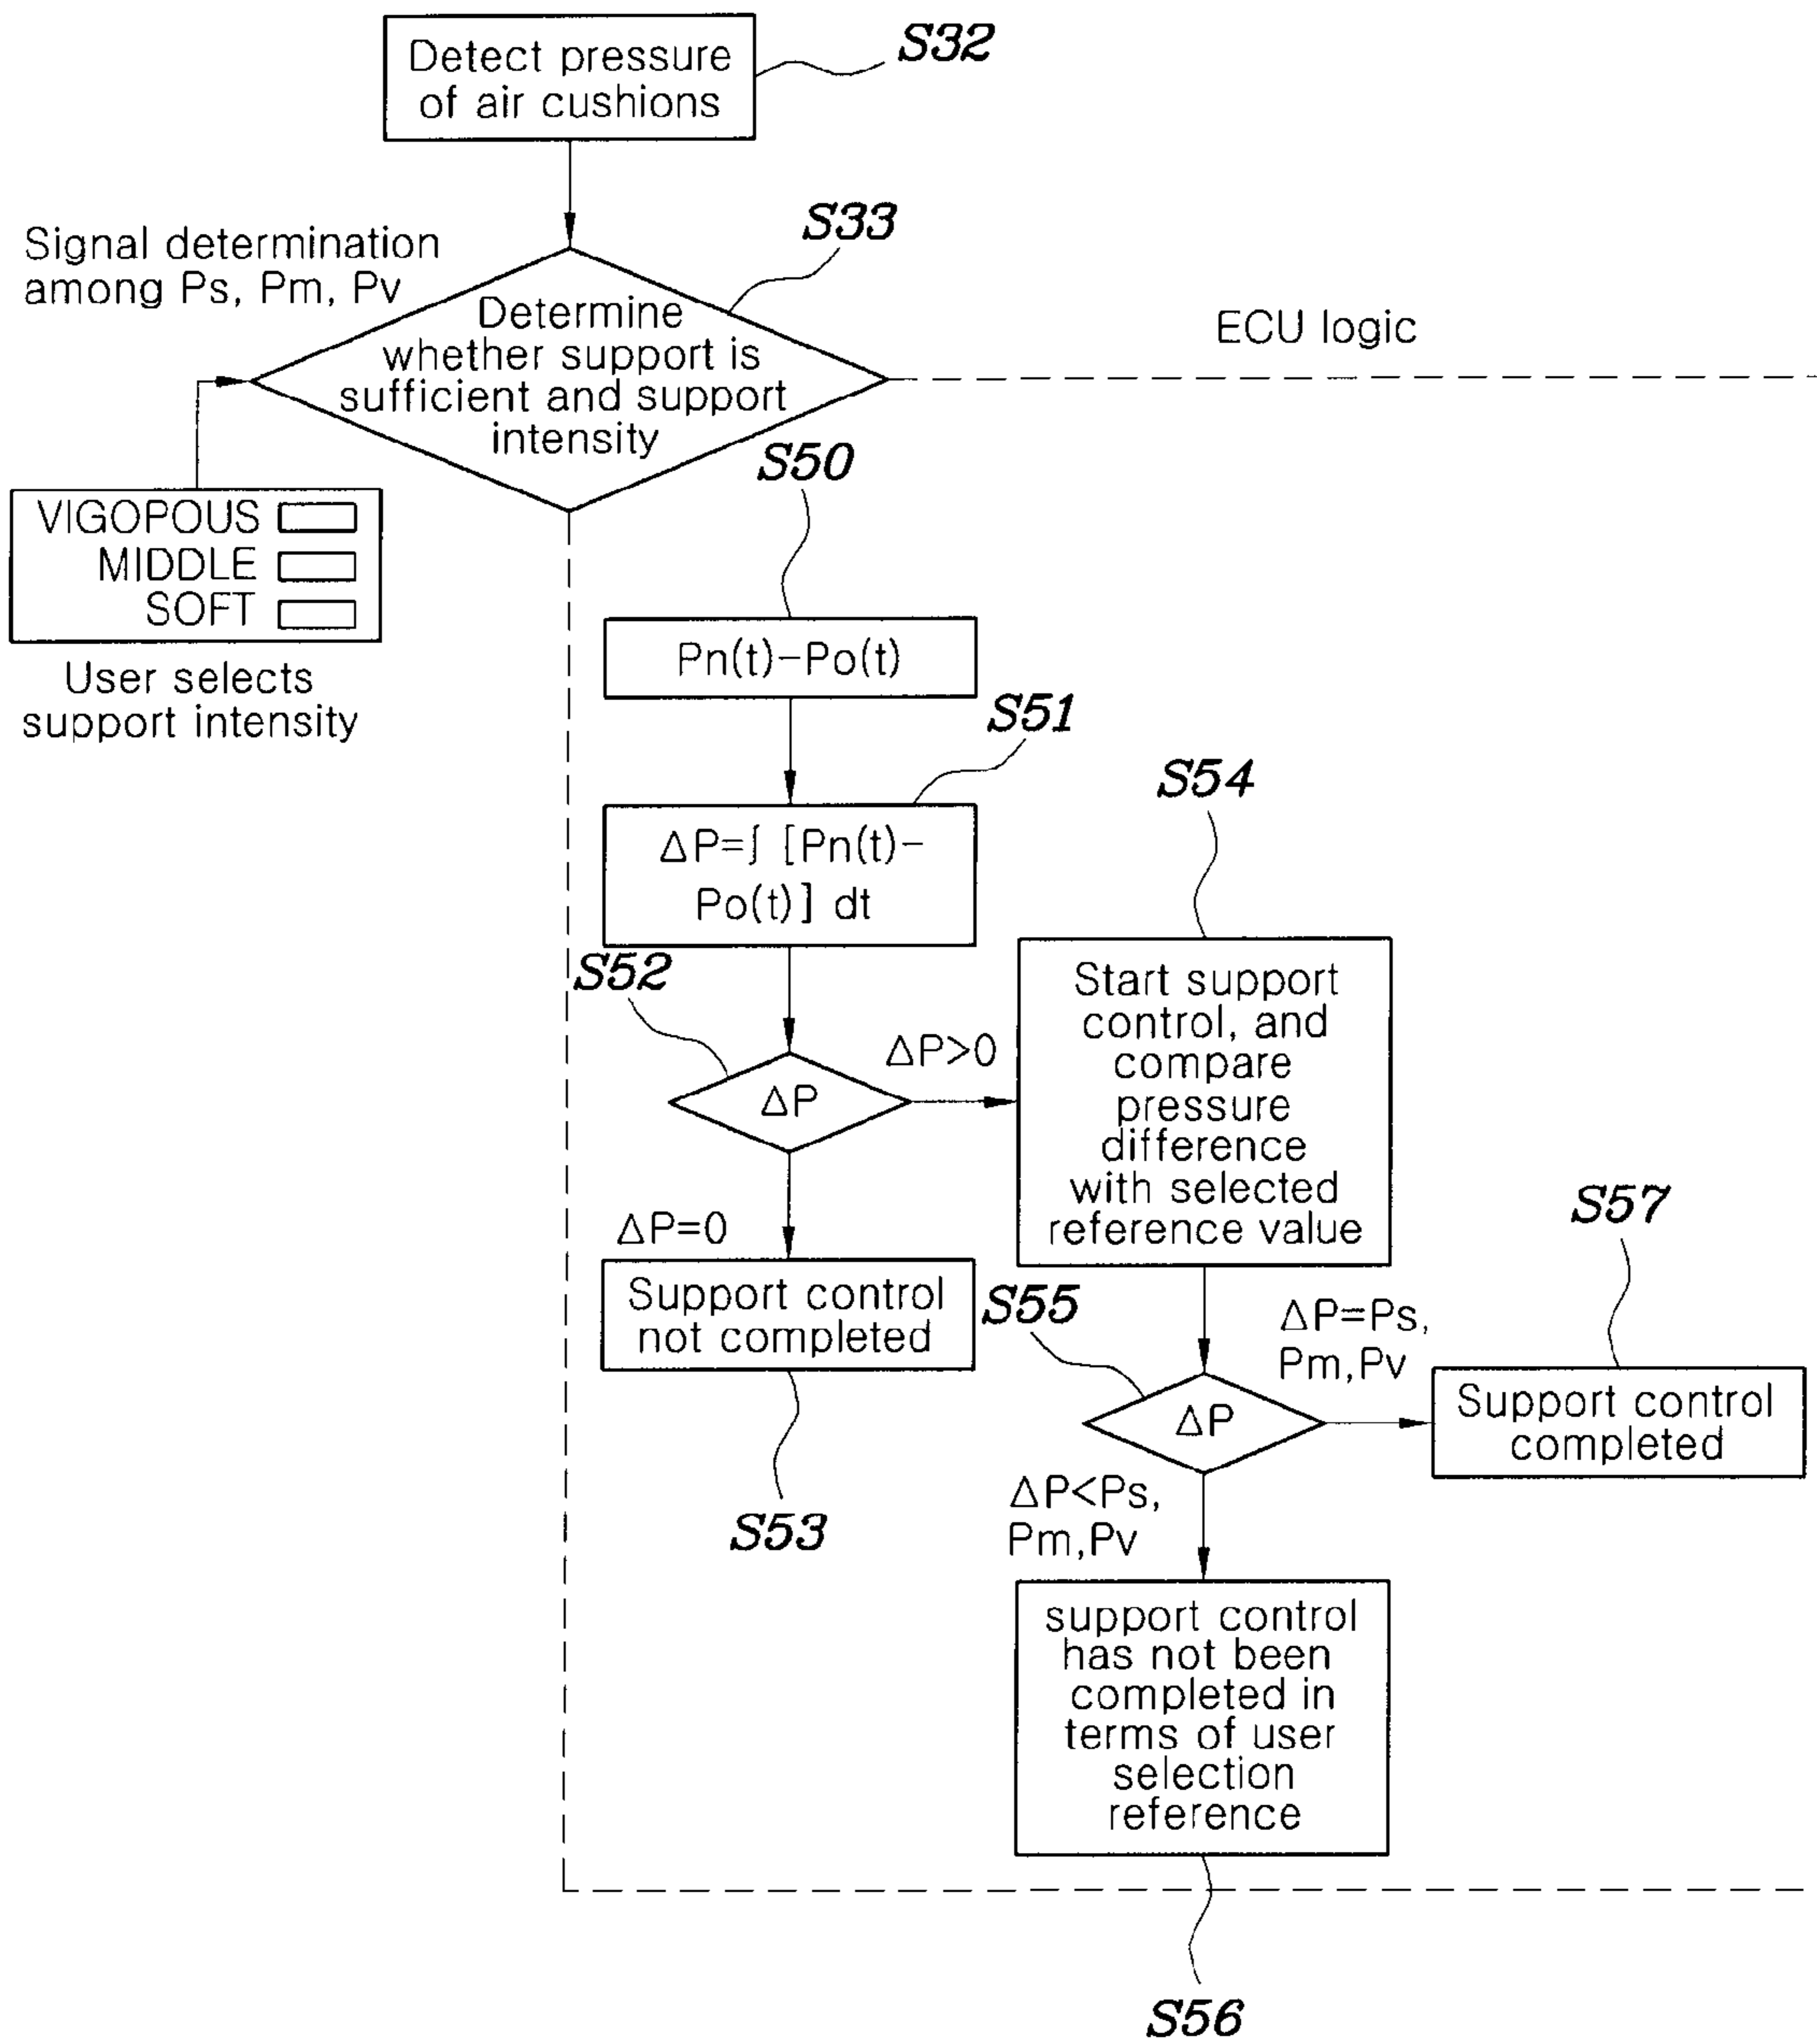 S32
Detect pressure
of air cushions
S33
Signal determination
among Ps, Pm, Pv
Determine
whether support is
sufficient and support
intensity
ECU logic
S50
VIGOPOUS
MIDDLE
SOFT
User selects
support intensity
Pn(t)-Po(t)
S51
ΔP=∫ [Pn(t)-
Po(t)] dt
S54
S52
Start support
control, and
compare
pressure
difference
with selected
reference value
ΔP>0
ΔP
ΔP=0
Support control
not completed
S53
S55
ΔP=Ps,
Pm,Pv
S57
ΔP
Support control
completed
ΔP<Ps,
Pm,Pv
support control
has not been
completed in
terms of user
selection
reference
S56